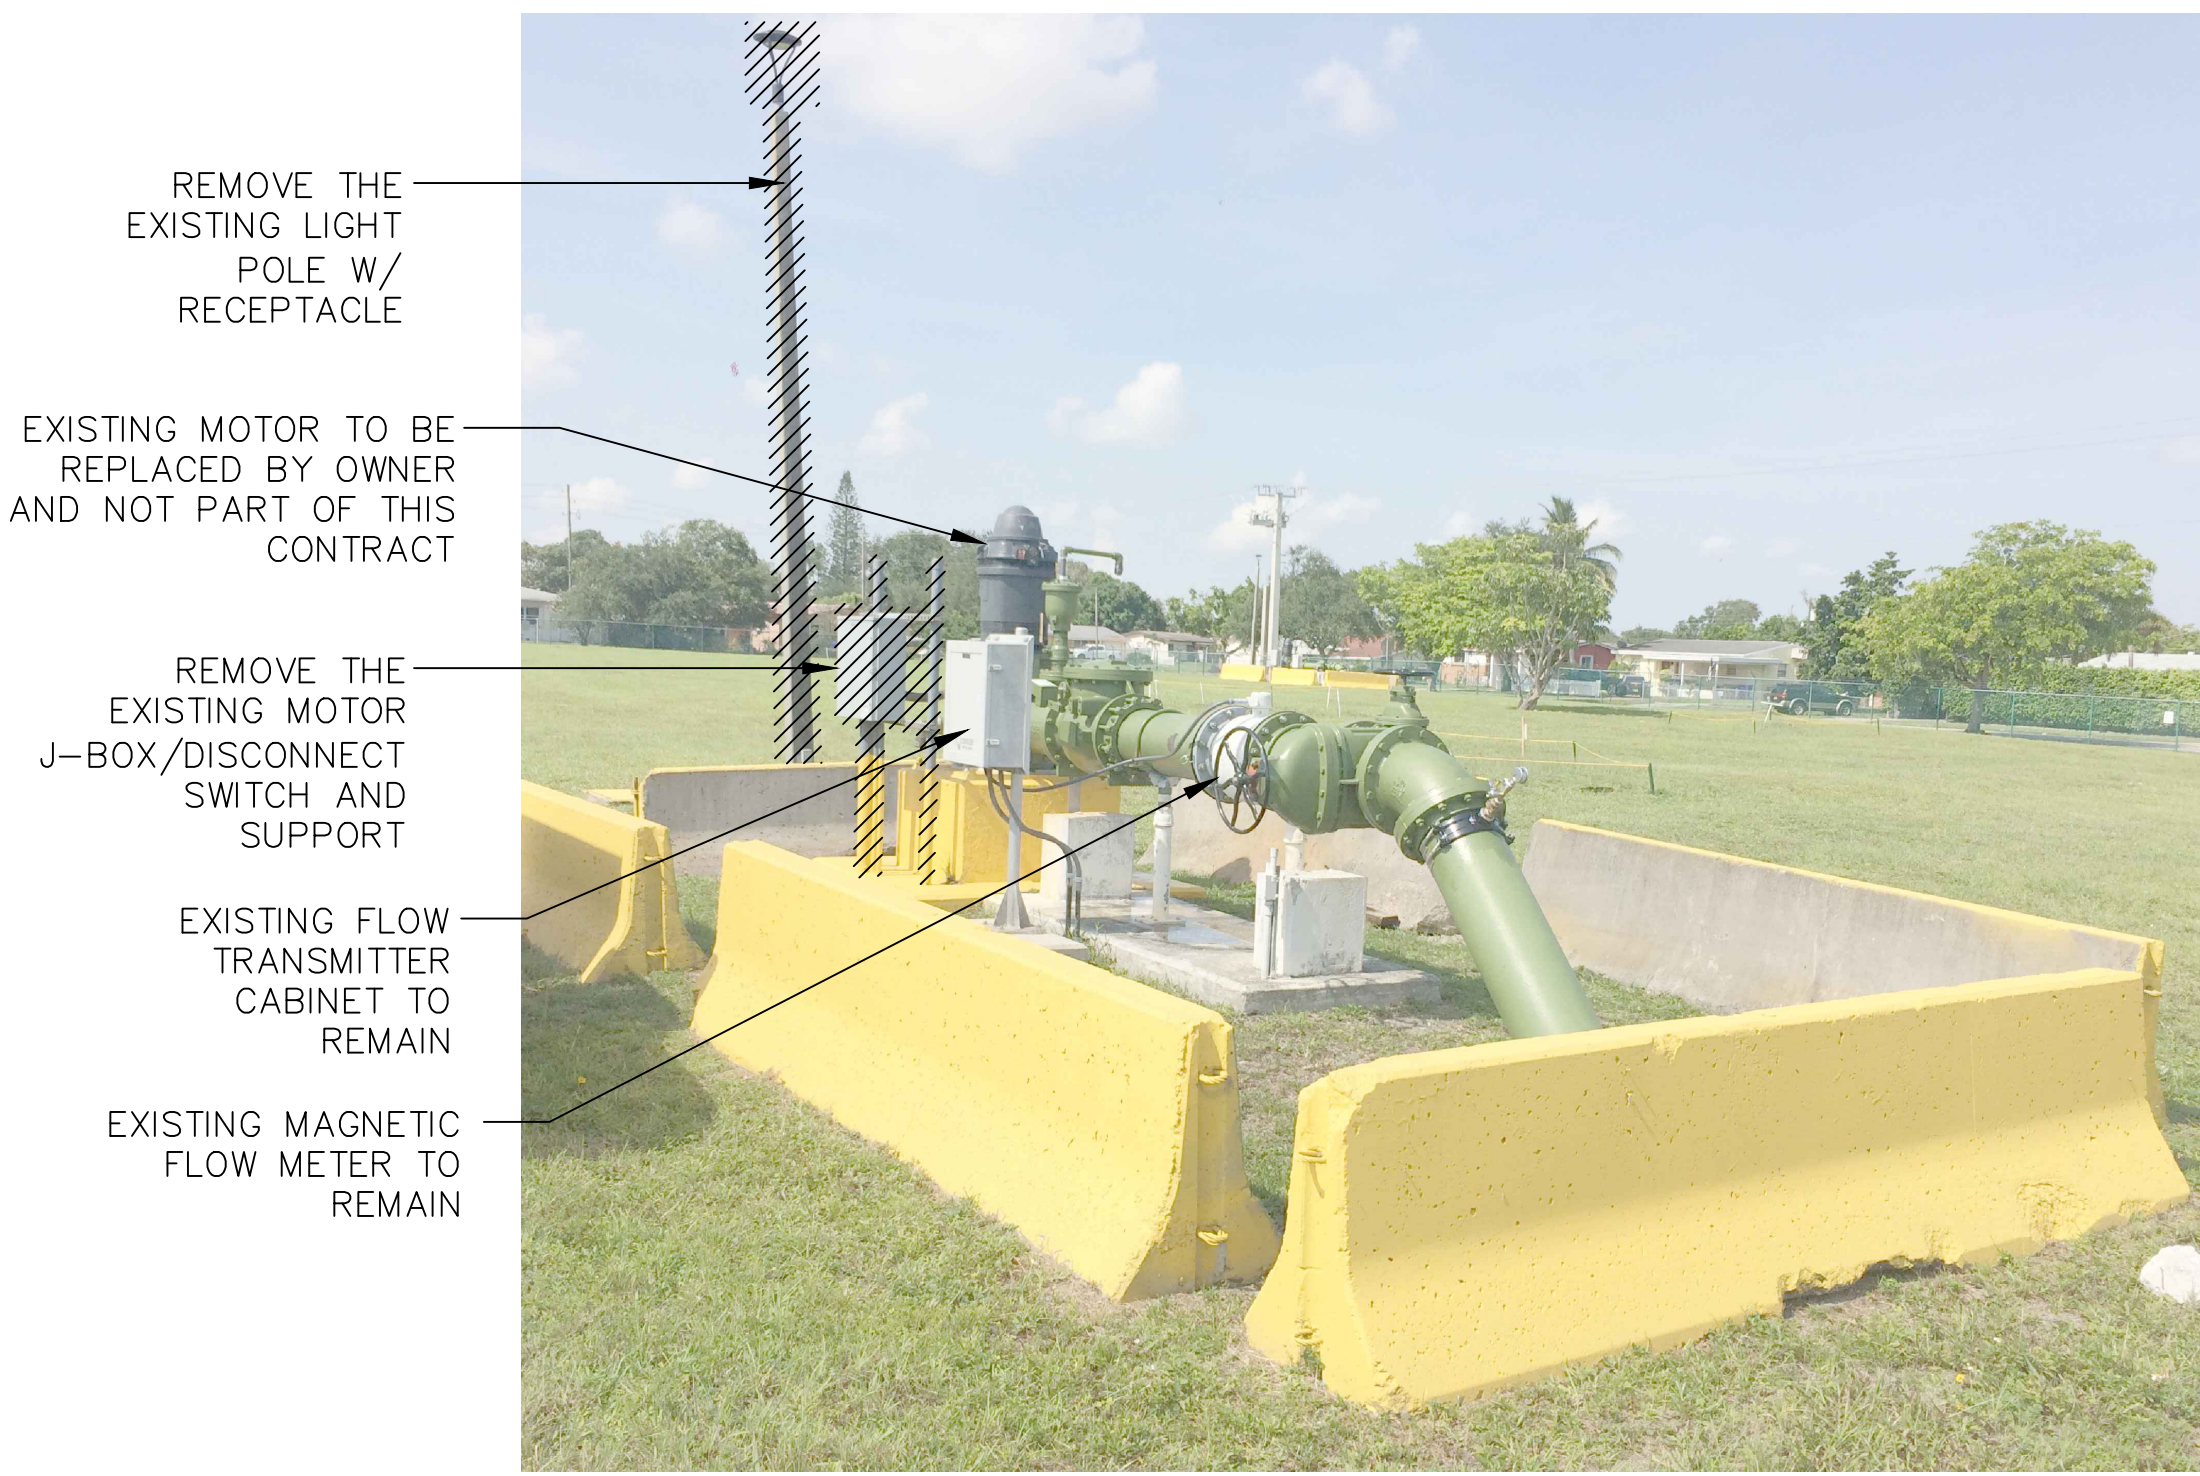 REMOVE THE
EXISTING LIGHT
POLE W/
RECEPTACLE
EXISTING MOTOR TO BE
REPLACED BY OWNER
AND NOT PART OF THIS
CONTRACT
REMOVE THE
EXISTING MOTOR
J-BOX/DISCONNECT
SWITCH AND
SUPPORT
EXISTING FLOW
TRANSMITTER
CABINET TO
REMAIN
EXISTING MAGNETIC
FLOW METER TO
REMAIN